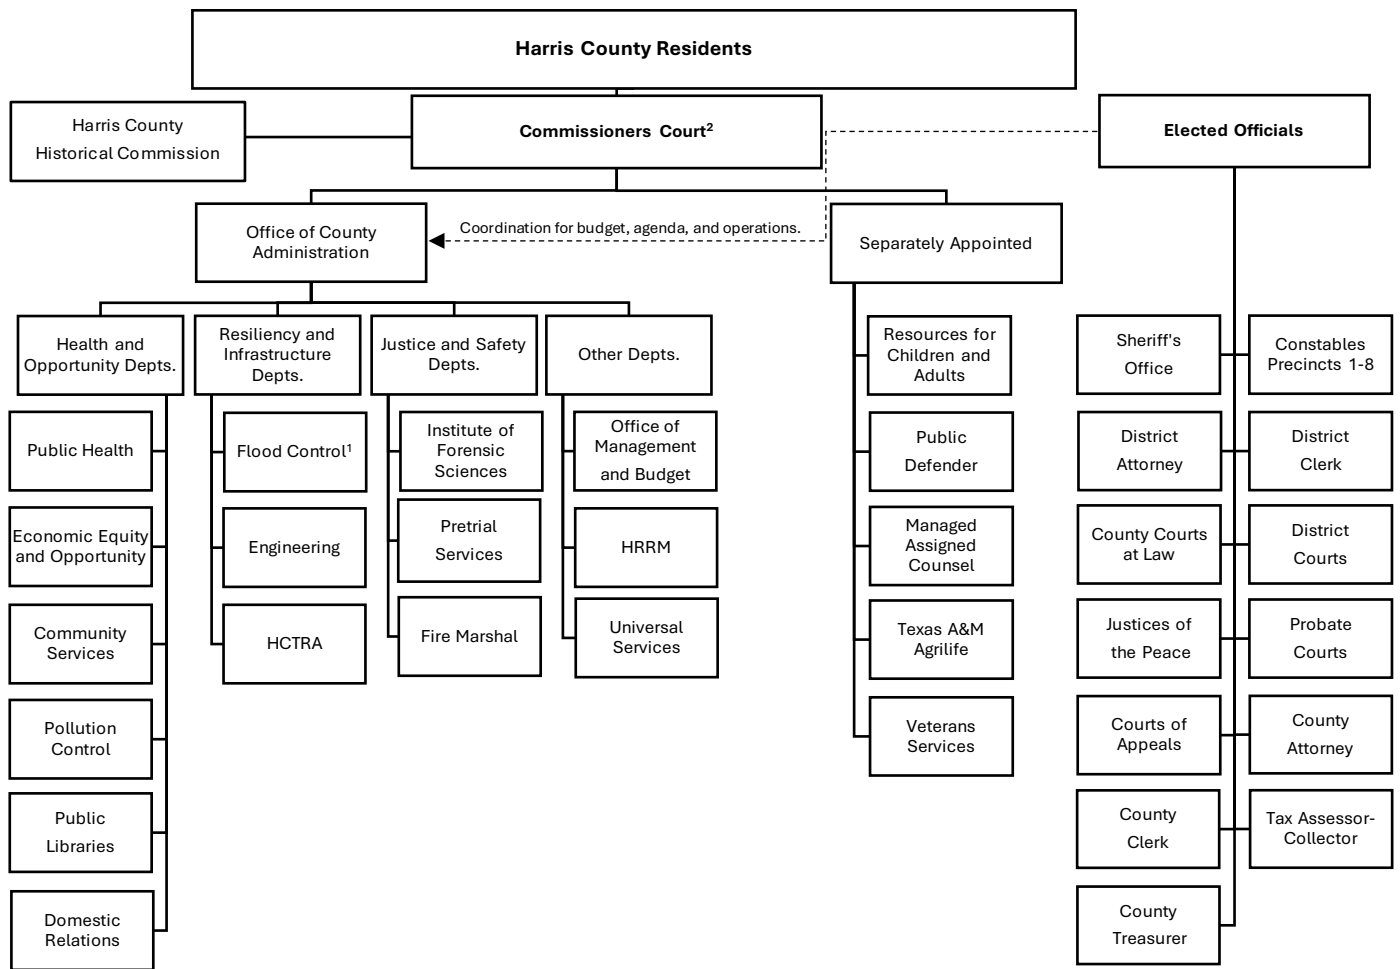 Harris County Residents
Harris County
Historical Commission
Commissioners Court²
Elected Officials
Office of County
Administration
Coordination for budget, agenda, and operations.
Separately Appointed
Health and
Opportunity Depts.
Resiliency and
Infrastructure
Depts.
Justice and Safety
Depts.
Other Depts.
Public Health
Economic Equity
and Opportunity
Community
Services
Pollution
Control
Public
Libraries
Domestic
Relations
Flood Control¹
Engineering
HCTRA
Institute of
Forensic
Sciences
Pretrial
Services
Fire Marshal
Office of
Management
and Budget
HRRM
Universal
Services
Resources for
Children and
Adults
Public
Defender
Managed
Assigned
Counsel
Texas A&M
Agrilife
Veterans
Services
Sheriff's
Office
Constables
Precincts 1-8
District
Attorney
District
Clerk
County Courts
at Law
District
Courts
Justices of
the Peace
Probate
Courts
Courts of
Appeals
County
Attorney
County
Clerk
Tax Assessor-
Collector
County
Treasurer